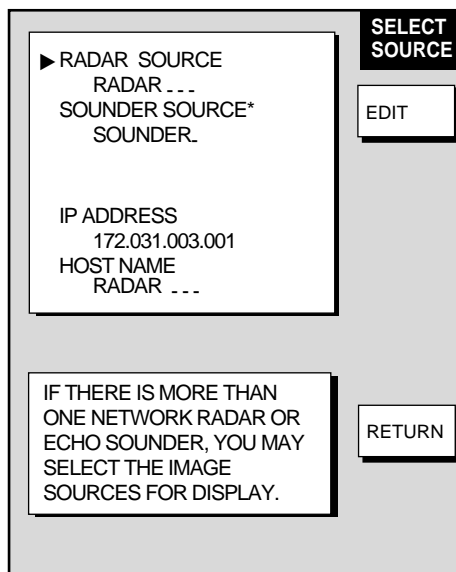 SELECT
SOURCE
▶ RADAR SOURCE
RADAR _ _ _
SOUNDER SOURCE*
SOUNDER_
IP ADDRESS
172.031.003.001
HOST NAME
RADAR _ _ _
EDIT
IF THERE IS MORE THAN
ONE NETWORK RADAR OR
ECHO SOUNDER, YOU MAY
SELECT THE IMAGE
SOURCES FOR DISPLAY.
RETURN